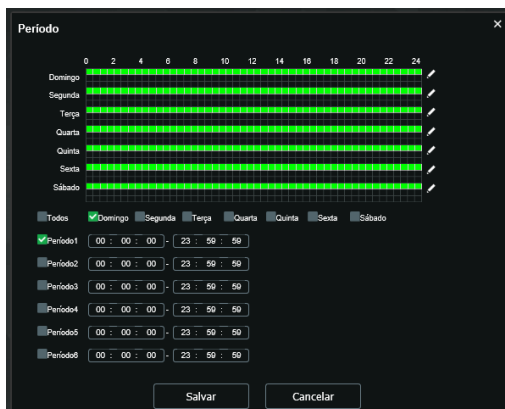 Período
0 2 4 6 8 10 12 14 16 18 20 22 24
Domingo
Segunda
Terça
Quarta
Quinta
Sexta
Sábado
Todos Domingo Segunda Terça Quarta Quinta Sexta Sábado
Período1 00 : 00 : 00 - 23 : 59 : 59
Período2 00 : 00 : 00 - 23 : 59 : 59
Período3 00 : 00 : 00 - 23 : 59 : 59
Período4 00 : 00 : 00 - 23 : 59 : 59
Período5 00 : 00 : 00 - 23 : 59 : 59
Período6 00 : 00 : 00 - 23 : 59 : 59
Salvar Cancelar